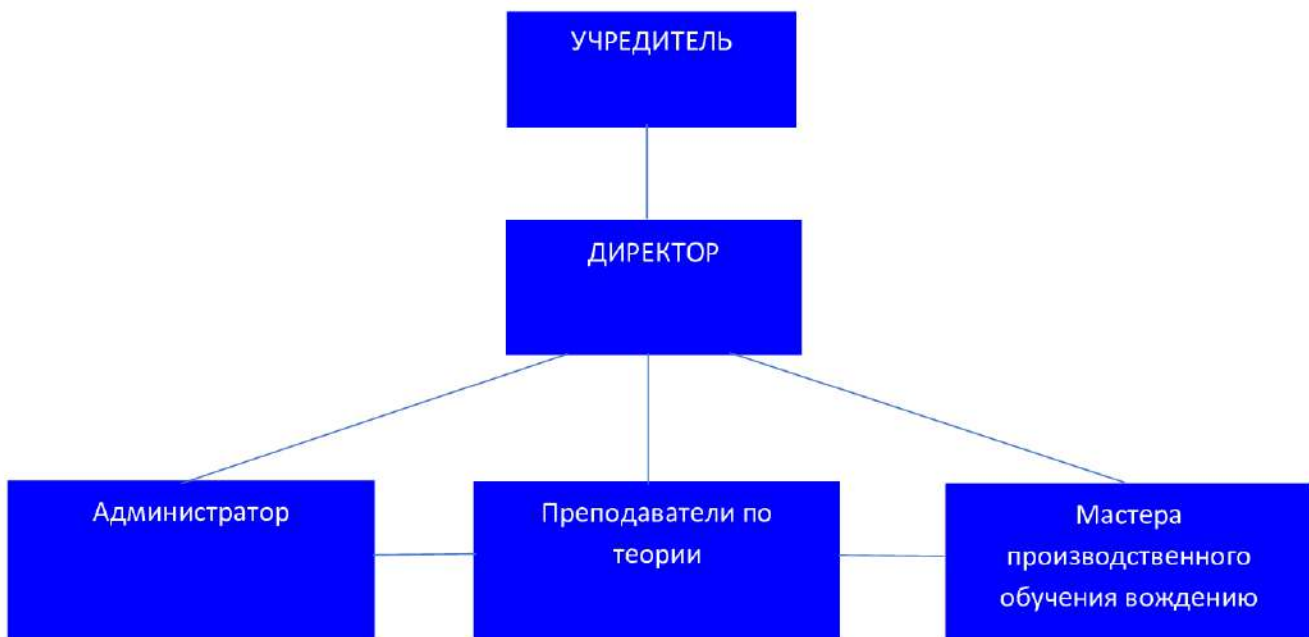 УЧРЕДИТЕЛЬ
ДИРЕКТОР
Администратор
Преподаватели по
теории
Мастера
производственного
обучения вождению